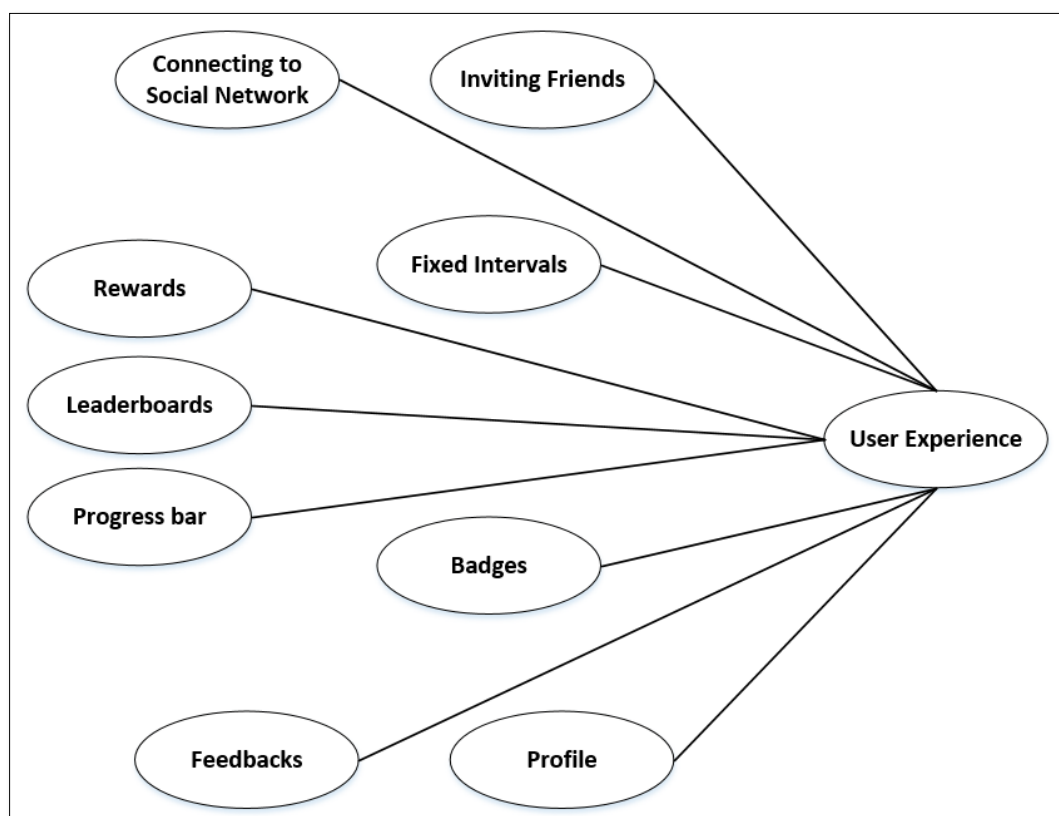 Connecting to
Social Network
Inviting Friends
Fixed Intervals
Rewards
Leaderboards
User Experience
Progress bar
Badges
Feedbacks
Profile